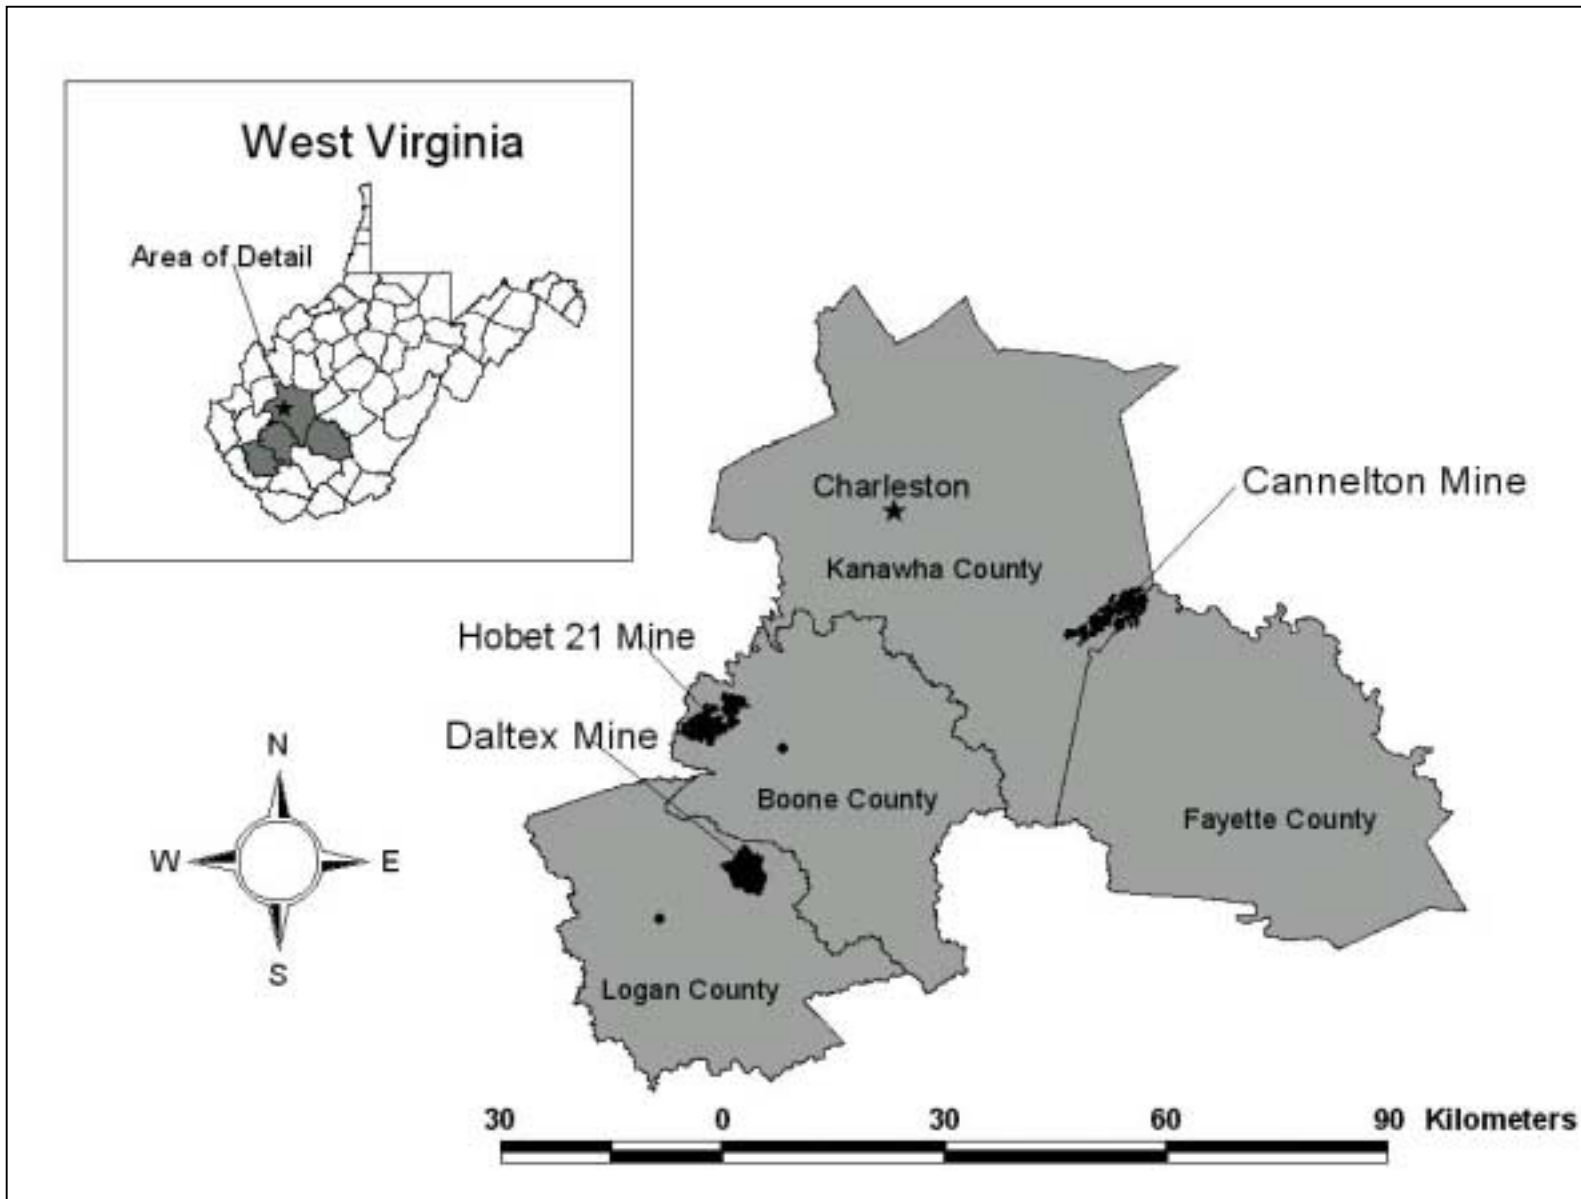 West Virginia
Area of Detail
Charleston
Cannelton Mine
Kanawha County
Hobet 21 Mine
Daltex Mine
N
Boone County
Fayette County
W
E
S
Logan County
30 0 30 60 90 Kilometers